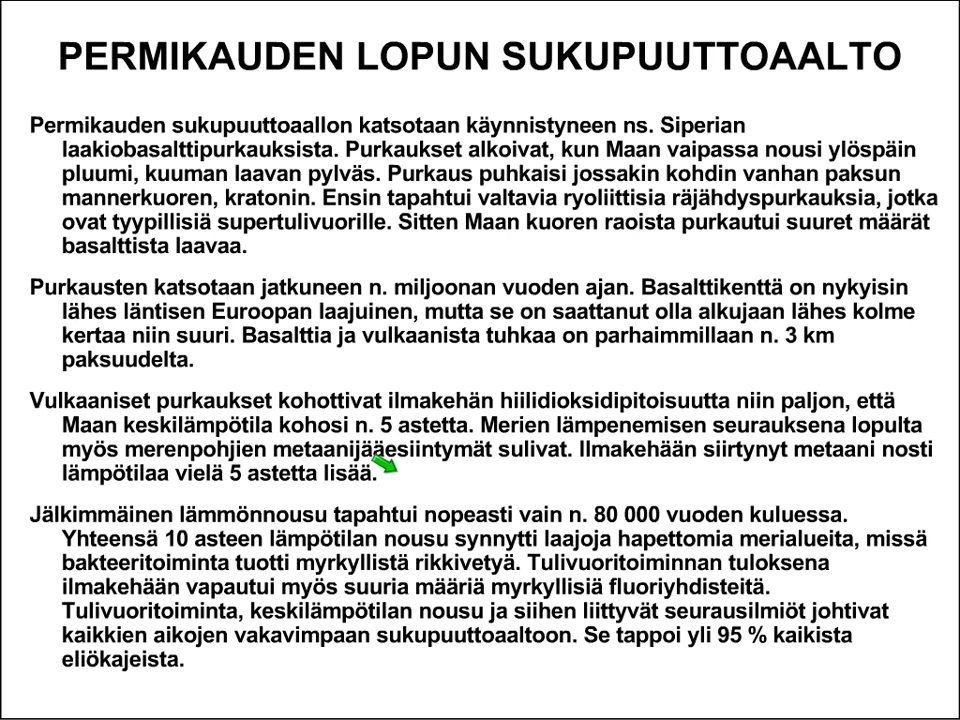 PERMIKAUDEN LOPUN SUKUPUUTTOAALTO
Permikauden sukupuuttoaallon katsotaan käynnistyneen ns. Siperian
laakiobasalttipurkauksista. Purkaukset alkoivat, kun Maan vaipassa nousi ylöspäin
pluumi, kuuman laavan pylväs. Purkaus puhkaisi jossakin kohdin vanhan paksun
mannerkuoren, kratonin. Ensin tapahtui valtavia ryoliittisia räjähdyspurkauksia, jotka
ovat tyypillisiä supertulivuorille. Sitten Maan kuoren raoista purkautui suuret määrät
basalttista laavaa.
Purkausten katsotaan jatkuneen n. miljoonan vuoden ajan. Basalttikenttä on nykyisin
lähes läntisen Euroopan laajuinen, mutta se on saattanut olla alkujaan lähes kolme
kertaa niin suuri. Basalttia ja vulkaanista tuhkaa on parhaimmillaan n. 3 km
paksuudelta.
Vulkaaniset purkaukset kohottivat ilmakehän hiilidioksidipitoisuutta niin paljon, että
Maan keskilämpötila kohosi n. 5 astetta. Merien lämpenemisen seurauksena lopulta
myös merenpohjien metaanijääesiintymät sulivat. Ilmakehään siirtynyt metaani nosti
lämpötilaa vielä 5 astetta lisää.
Jälkimmäinen lämmönnousu tapahtui nopeasti vain n. 80 000 vuoden kuluessa.
Yhteensä 10 asteen lämpötilan nousu synnytti laajoja hapettomia merialueita, missä
bakteeritoiminta tuotti myrkyllistä rikkivetyä. Tulivuoritoiminnan tuloksena
ilmakehään vapautui myös suuria määriä myrkyllisiä fluoriyhdisteitä.
Tulivuoritoiminta, keskilämpötilan nousu ja siihen liittyvät seurausilmiöt johtivat
kaikkien aikojen vakavimpaan sukupuuttoaaltoon. Se tappoi yli 95 % kaikista
eliökajeista.